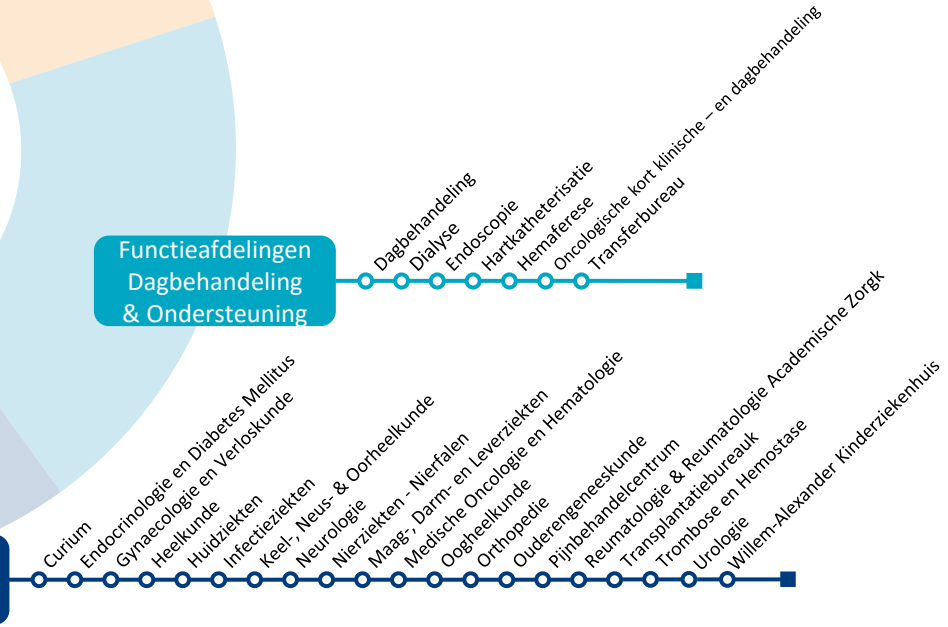 Functieafdelingen
Dagbehandeling
& Ondersteuning
Dagbehandeling
Dialyse
Endoscopie
Hartkatheterisatie
Hemaferese
Oncologische kort klinische – en dagbehandeling
Transferbureau
Curium
Endocrinologie en Diabetes Mellitus
Gynaecologie en Verloskunde
Heelkunde
Huidziekten
Infectieziekten
Keel-, Neus- & Oorheelkunde
Neurologie
Nierziekten - Nierfalen
Maag-, Darm- en Leverziekten
Medische Oncologie en Hematologie
Oogheelkunde
Orthopedie
Ouderengeneeskunde
Pijnbehandelcentrum
Reumatologie & Reumatologie Academische Zorgk
Transplantatiebureauk
Trombose en Hemostase
Urologie
Willem-Alexander Kinderziekenhuis